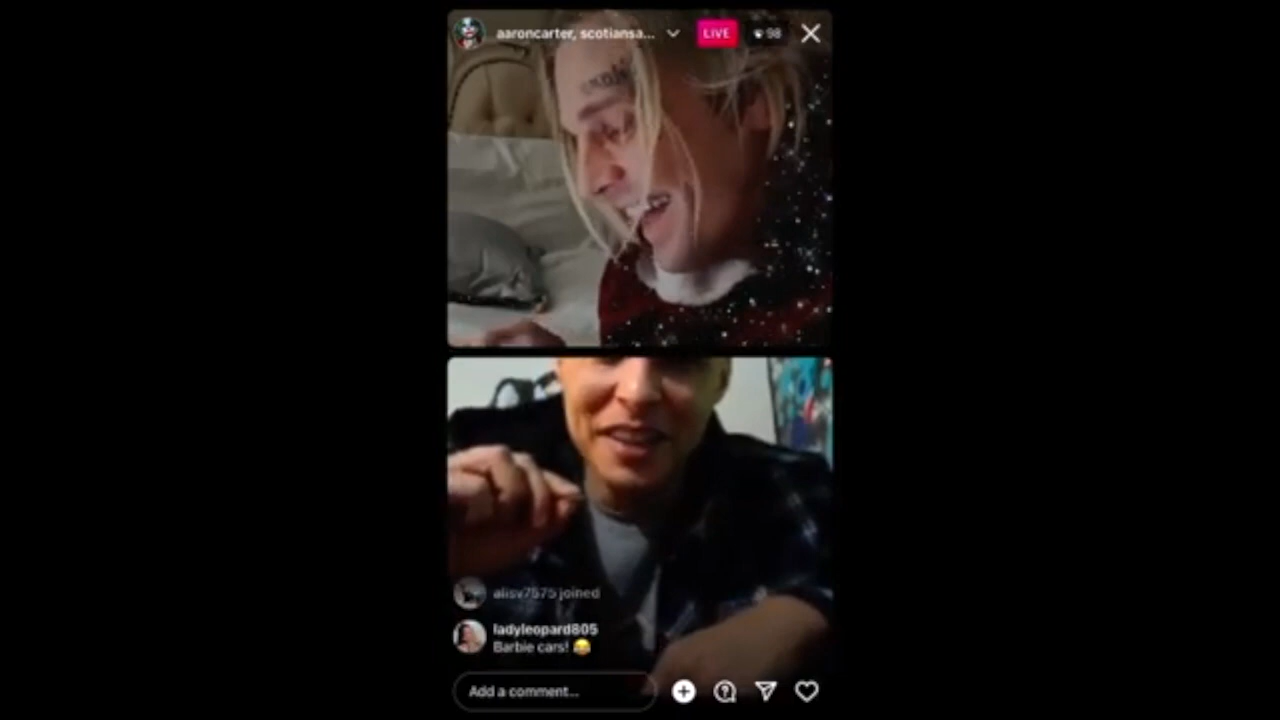 aaroncarter, scotiansa...
LIVE
98
alisv7575 joined
ladyleopard805
Barbie cars! 😂
Add a comment...